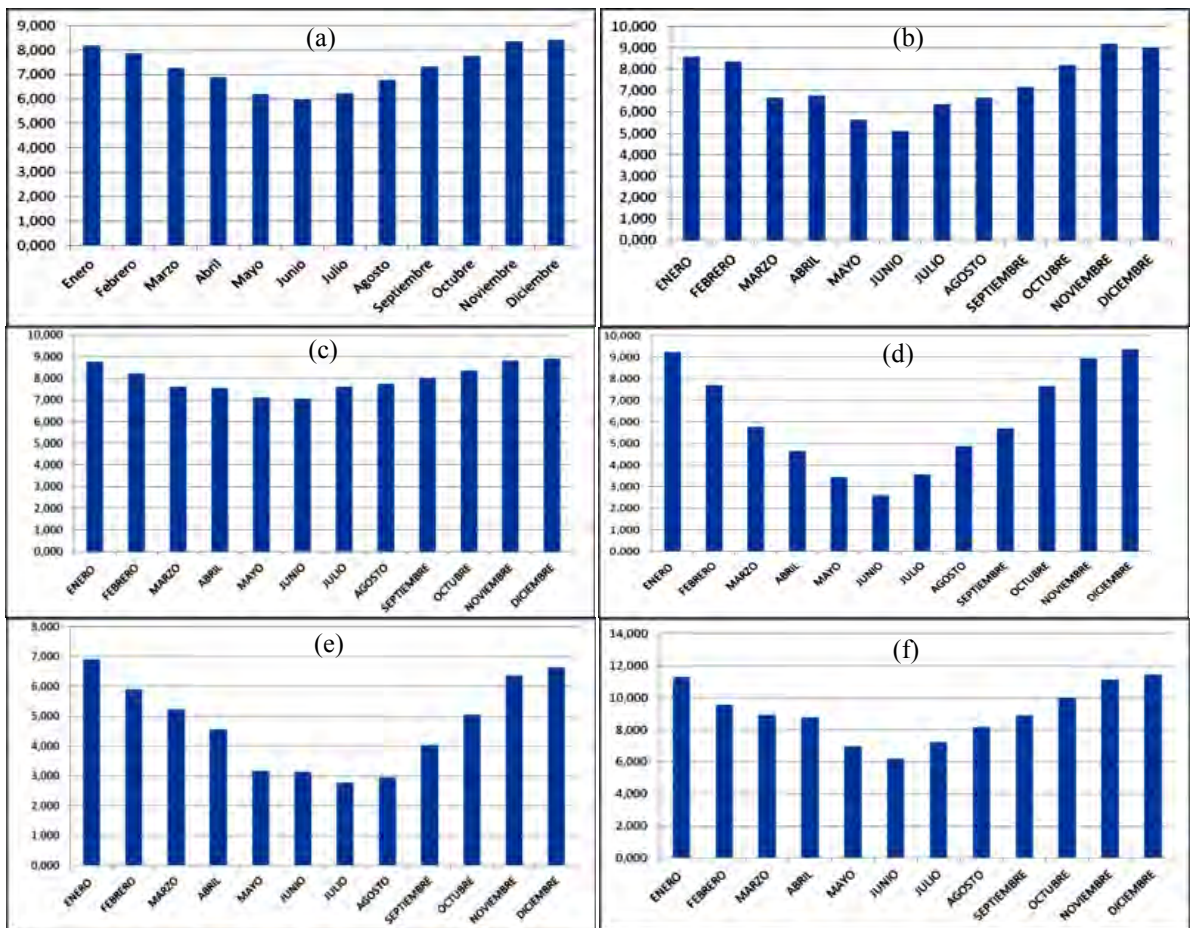 (a)
9,000
8,000
7,000
6,000
5,000
4,000
3,000
2,000
1,000
0,000
Enero
Febrero
Marzo
Abril
Mayo
Junio
Julio
Agosto
Septiembre
Octubre
Noviembre
Diciembre
(b)
10,000
9,000
8,000
7,000
6,000
5,000
4,000
3,000
2,000
1,000
0,000
ENERO
FEBRERO
MARZO
ABRIL
MAYO
JUNIO
JULIO
AGOSTO
SEPTIEMBRE
OCTUBRE
NOVIEMBRE
DICIEMBRE
(c)
10,000
9,000
8,000
7,000
6,000
5,000
4,000
3,000
2,000
1,000
0,000
ENERO
FEBRERO
MARZO
ABRIL
MAYO
JUNIO
JULIO
AGOSTO
SEPTIEMBRE
OCTUBRE
NOVIEMBRE
DICIEMBRE
(d)
10,000
9,000
8,000
7,000
6,000
5,000
4,000
3,000
2,000
1,000
0,000
ENERO
FEBRERO
MARZO
ABRIL
MAYO
JUNIO
JULIO
AGOSTO
SEPTIEMBRE
OCTUBRE
NOVIEMBRE
DICIEMBRE
(e)
8,000
7,000
6,000
5,000
4,000
3,000
2,000
1,000
0,000
ENERO
FEBRERO
MARZO
ABRIL
MAYO
JUNIO
JULIO
AGOSTO
SEPTIEMBRE
OCTUBRE
NOVIEMBRE
DICIEMBRE
(f)
14,000
12,000
10,000
8,000
6,000
4,000
2,000
0,000
ENERO
FEBRERO
MARZO
ABRIL
MAYO
JUNIO
JULIO
AGOSTO
SEPTIEMBRE
OCTUBRE
NOVIEMBRE
DICIEMBRE